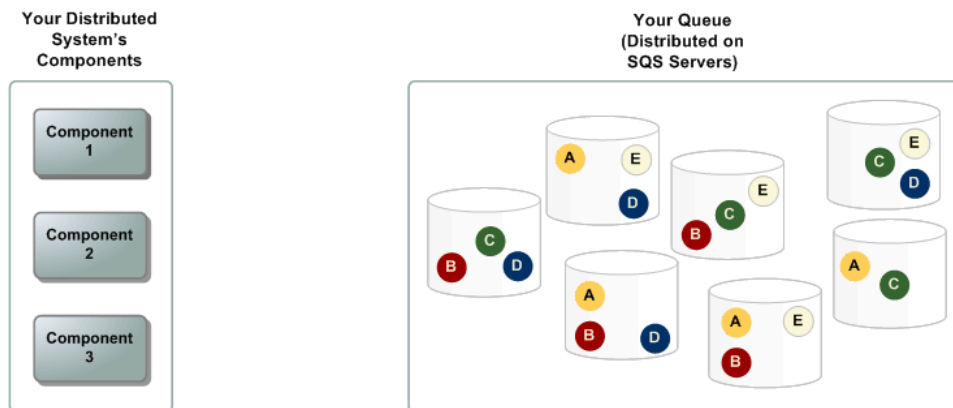 Your Distributed
System's
Components
Component
1
Component
2
Component
3
Your Queue
(Distributed on
SQS Servers)
B
C
D
A
E
D
B
C
E
C
E
D
A
B
D
A
E
B
A
C